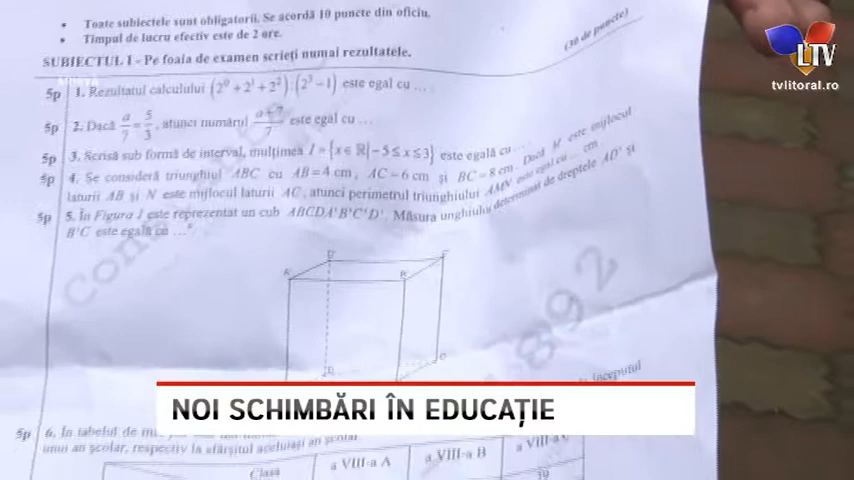 • Toate subiectele sunt obligatorii. Se acordă 10 puncte din oficiu.
• Timpul de lucru efectiv este de 2 ore.
SUBIECTUL I - Pe foaia de examen scrieți numai rezultatele. (30 de puncte)
5p 1. Rezultatul calculului (2⁰ + 2¹ + 2²) : (2³ − 1) este egal cu …
5p 2. Dacă a/7 = 5/3, atunci numărul (a + 7)/7 este egal cu …
5p 3. Scrisă sub formă de interval, mulțimea I = {x ∈ ℝ | −5 ≤ x ≤ 3} este egală cu …
5p 4. Se consideră triunghiul ABC cu AB = 4 cm, AC = 6 cm și BC = 8 cm. Dacă M este mijlocul
laturii AB și N este mijlocul laturii AC, atunci perimetrul triunghiului AMN este egal cu … cm
5p 5. În Figura 1 este reprezentat un cub ABCDA'B'C'D'. Măsura unghiului determinat de dreptele AD' și
B'C este egală cu …°
începutul
5p 6. În tabelul de mai
unui an școlar, respectiv la sfârșitul aceluiași an școlar
Clasa a VIII-a A a VIII-a B a VIII-a C
LTV
tvlitoral.ro
NOI SCHIMBĂRI ÎN EDUCAȚIE